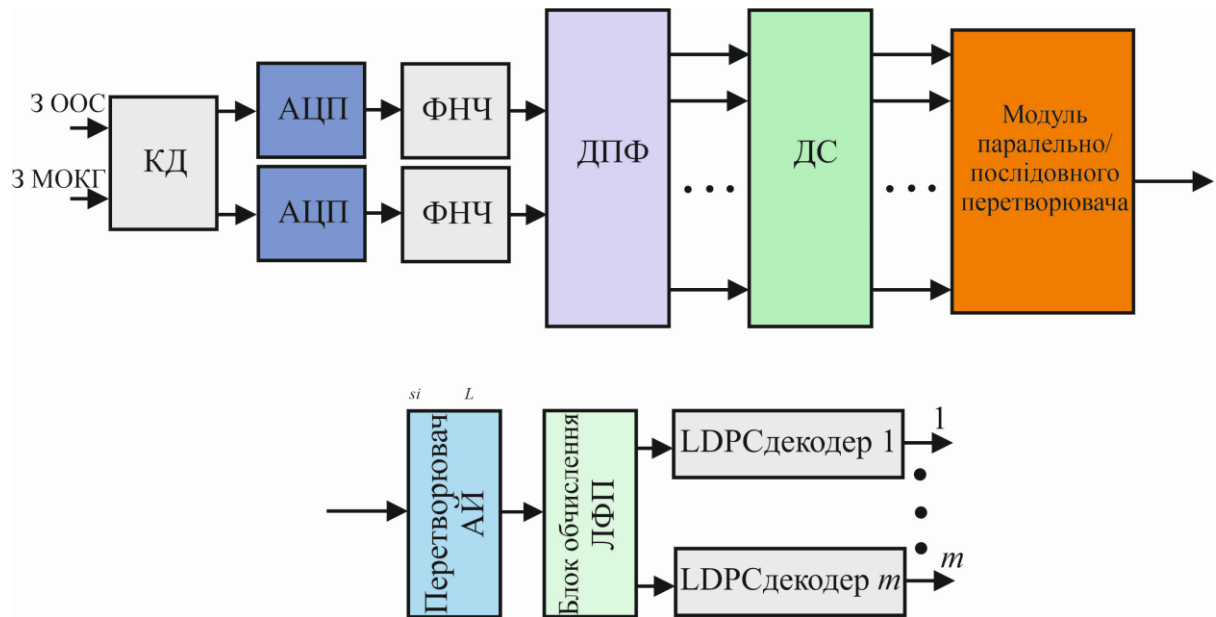 З ООС
З МОКГ
КД
АЦП
ФНЧ
АЦП
ФНЧ
ДПФ
ДС
Модуль
паралельно/
послідовного
перетворювача
si
L
Перетворювач
АЙ
Блок обчислення
ЛФП
LDPCдекодер 1
1
LDPCдекодер m
m